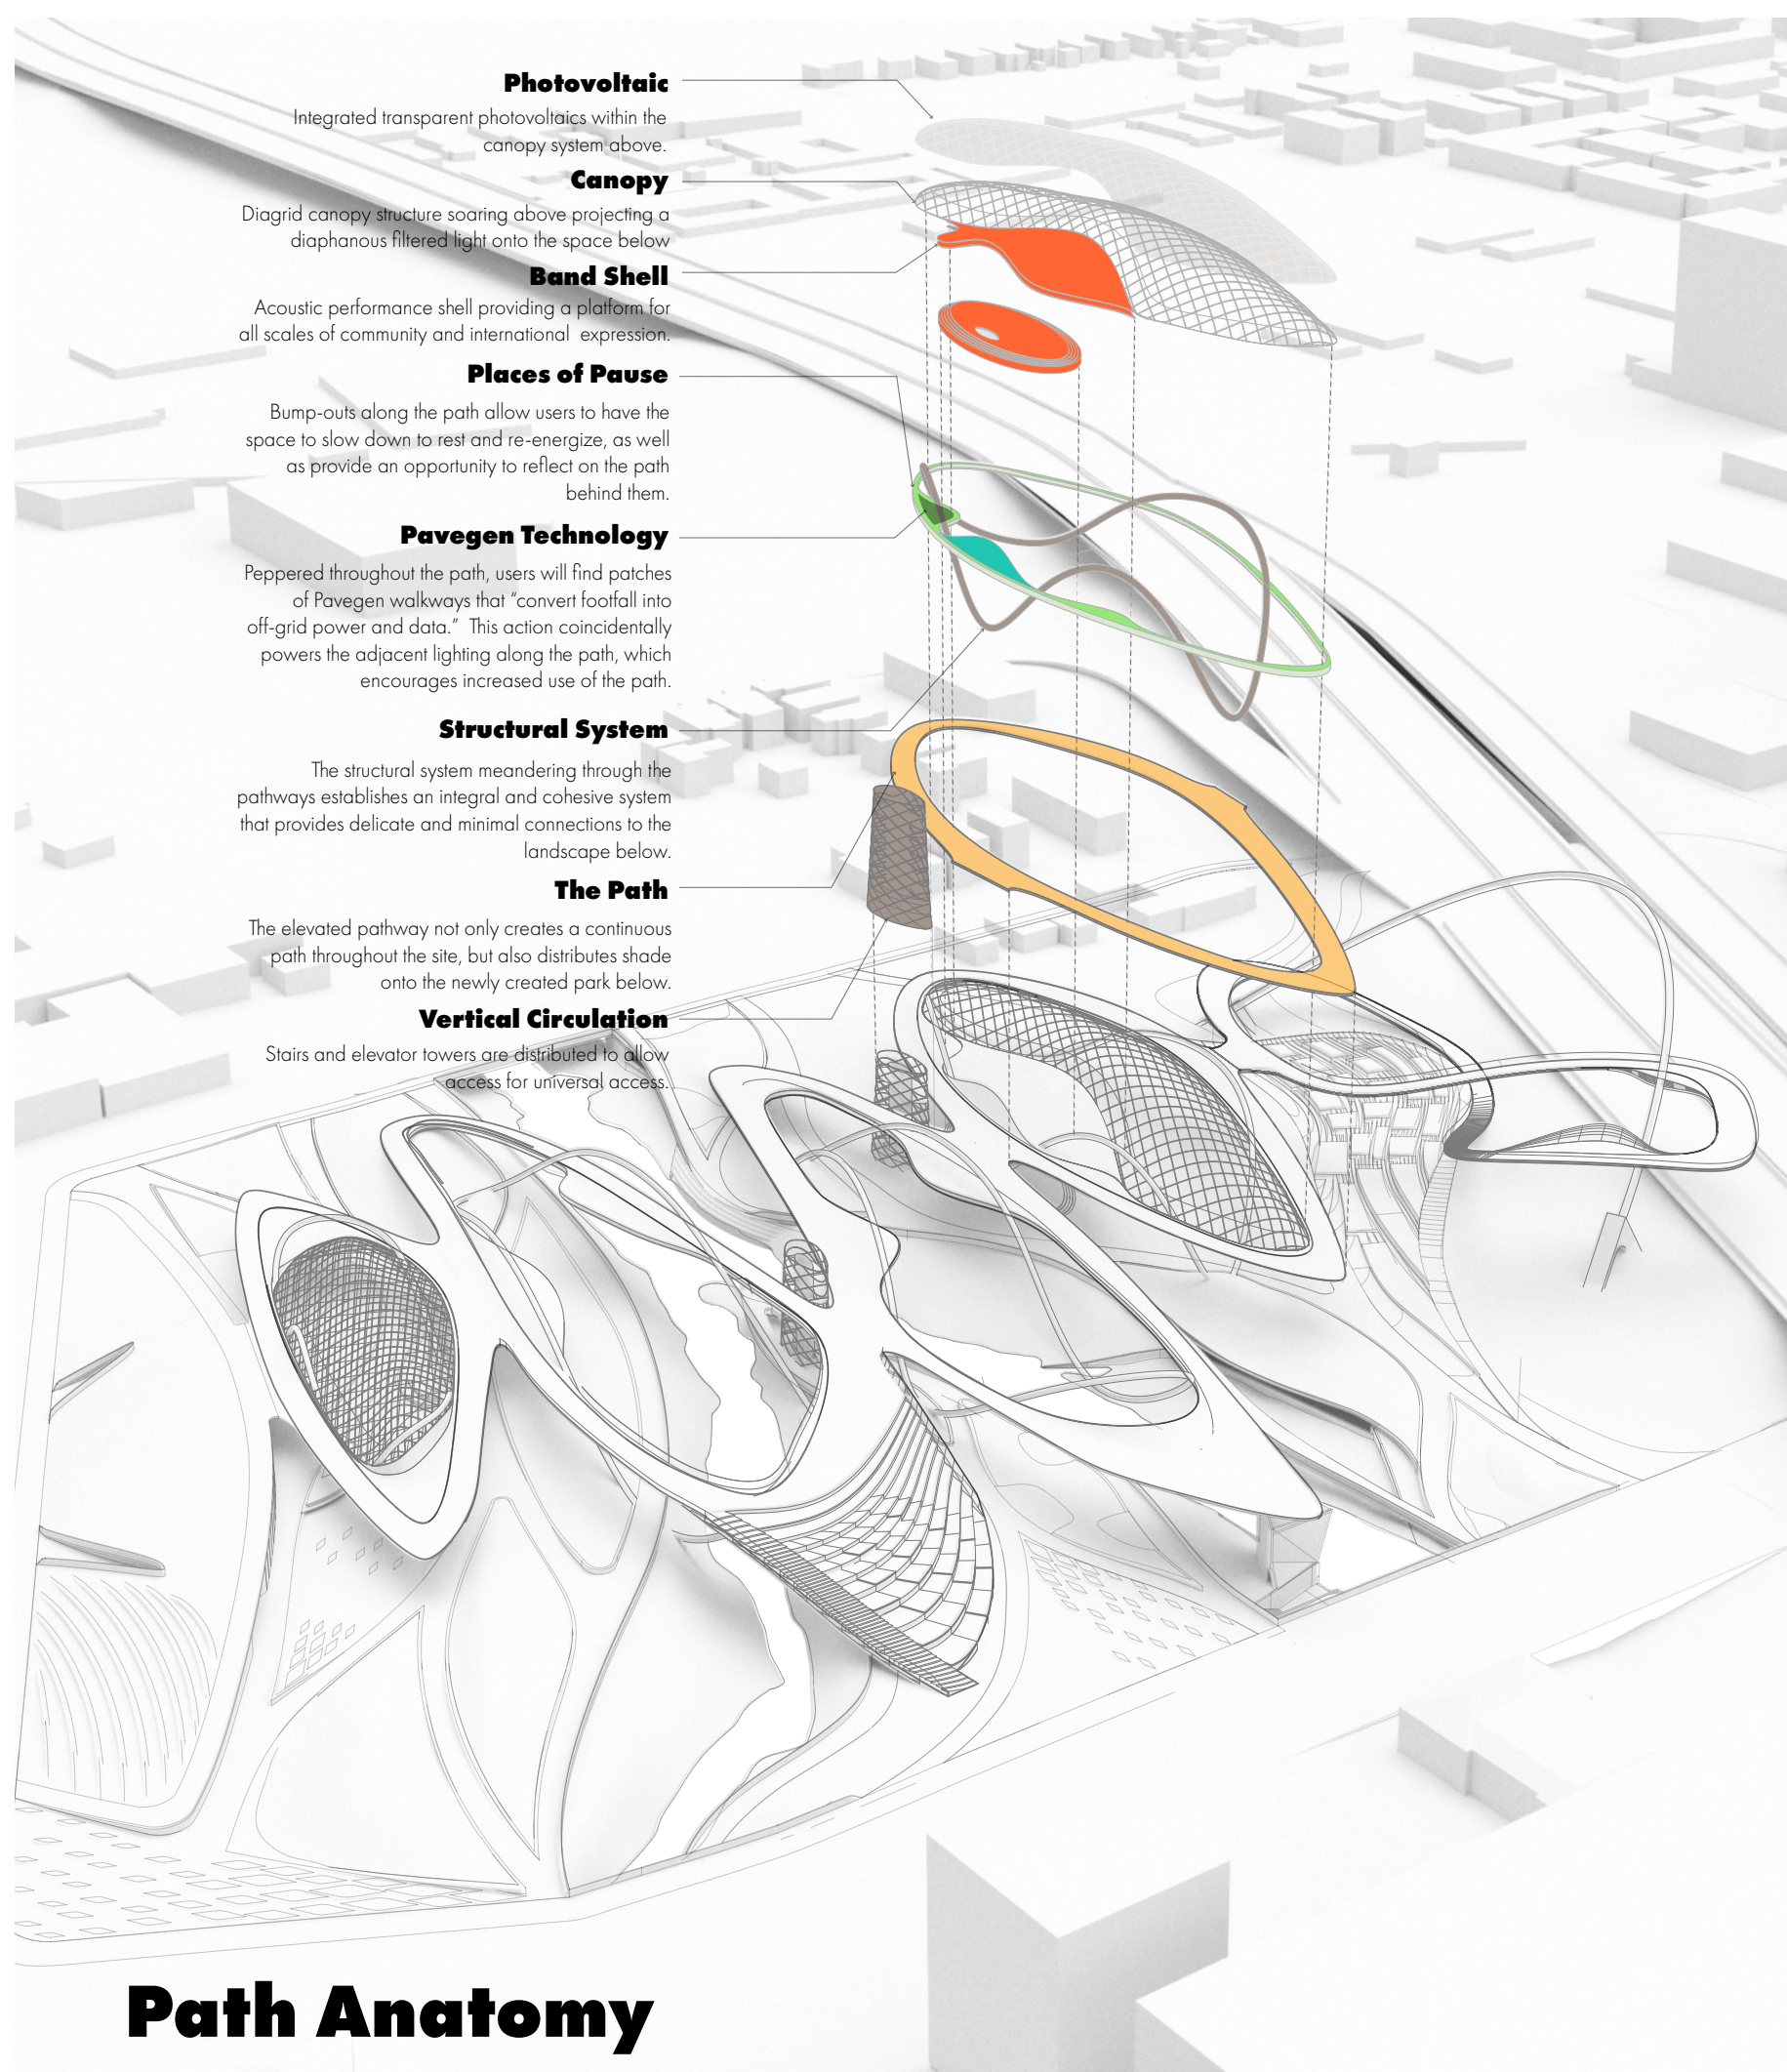 Photovoltaic
Integrated transparent photovoltaics within the
canopy system above.
Canopy
Diagrid canopy structure soaring above projecting a
diaphanous filtered light onto the space below
Band Shell
Acoustic performance shell providing a platform for
all scales of community and international expression.
Places of Pause
Bump-outs along the path allow users to have the
space to slow down to rest and re-energize, as well
as provide an opportunity to reflect on the path
behind them.
Pavegen Technology
Peppered throughout the path, users will find patches
of Pavegen walkways that “convert footfall into
off-grid power and data.” This action coincidentally
powers the adjacent lighting along the path, which
encourages increased use of the path.
Structural System
The structural system meandering through the
pathways establishes an integral and cohesive system
that provides delicate and minimal connections to the
landscape below.
The Path
The elevated pathway not only creates a continuous
path throughout the site, but also distributes shade
onto the newly created park below.
Vertical Circulation
Stairs and elevator towers are distributed to allow
access for universal access.
Path Anatomy